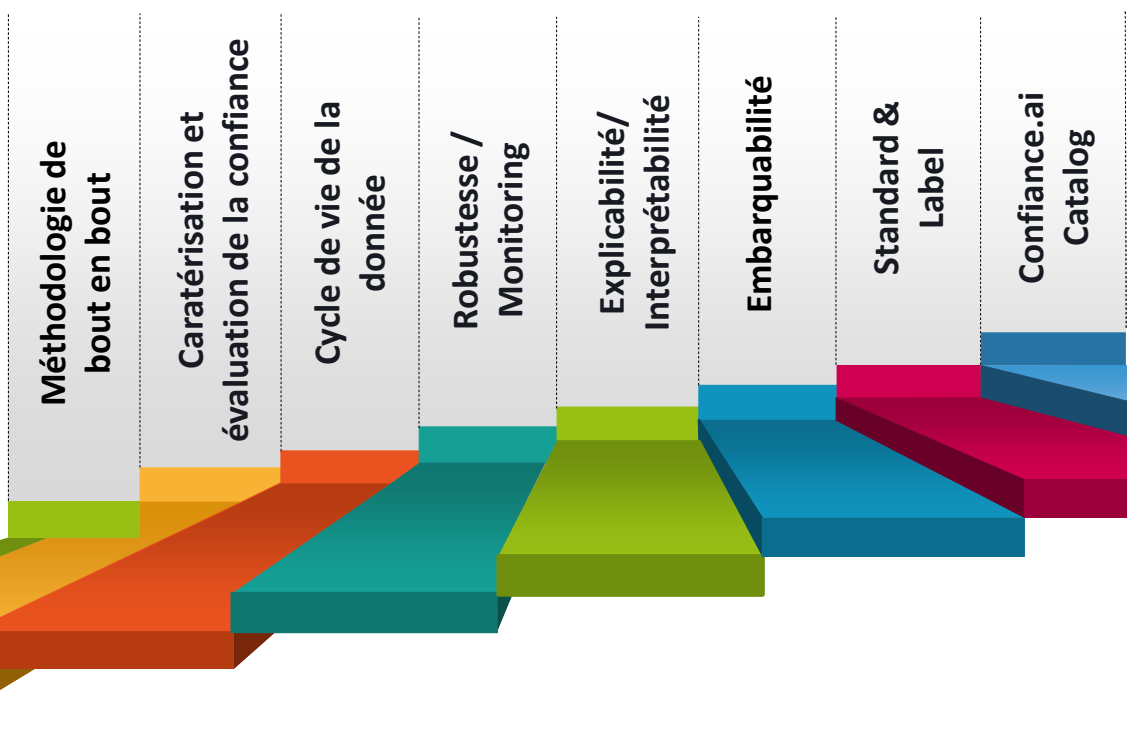 Méthodologie de
bout en bout
Caratérisation et
évaluation de la confiance
Cycle de vie de la
donnée
Robustesse /
Monitoring
Explicabilité/
Interprétabilité
Embarquabilité
Standard &
Label
Confiance.ai
Catalog